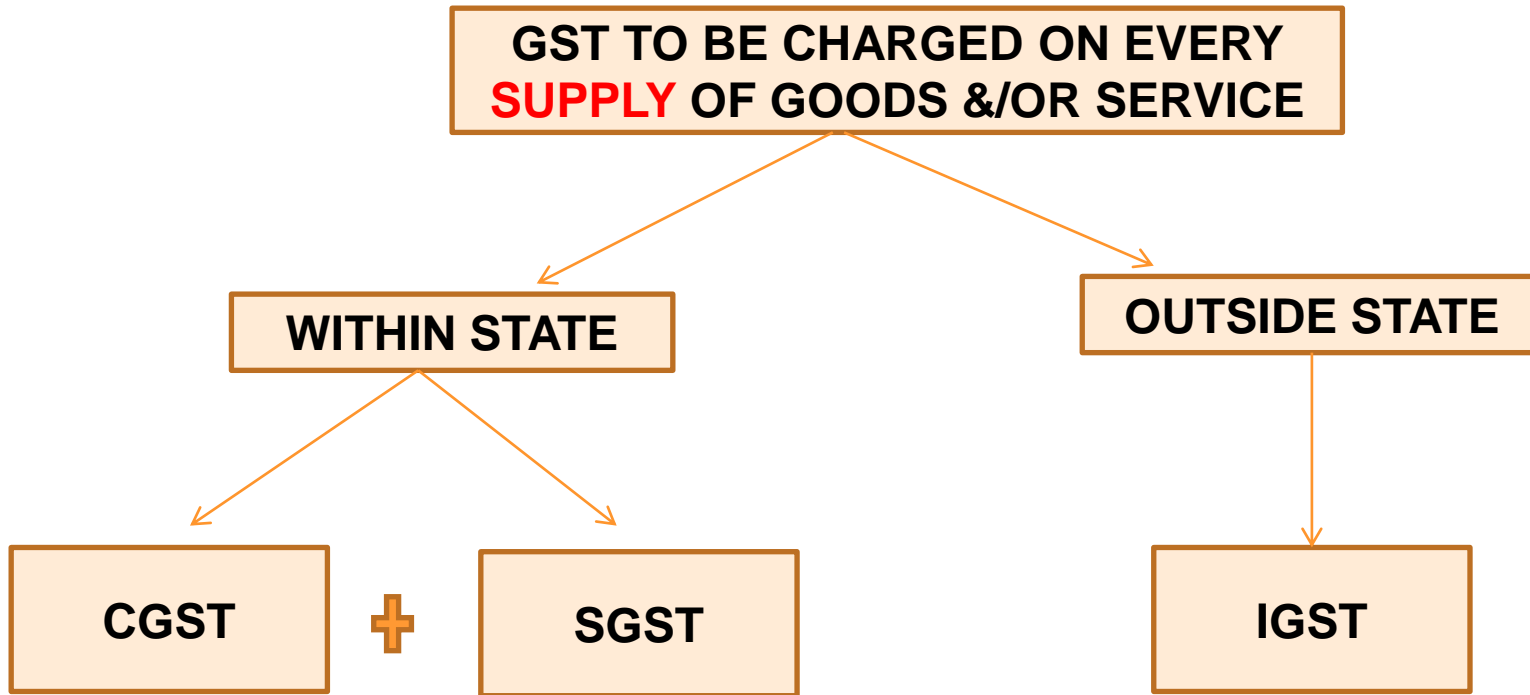 GST TO BE CHARGED ON EVERY
SUPPLY OF GOODS &/OR SERVICE
WITHIN STATE
OUTSIDE STATE
CGST
SGST
IGST